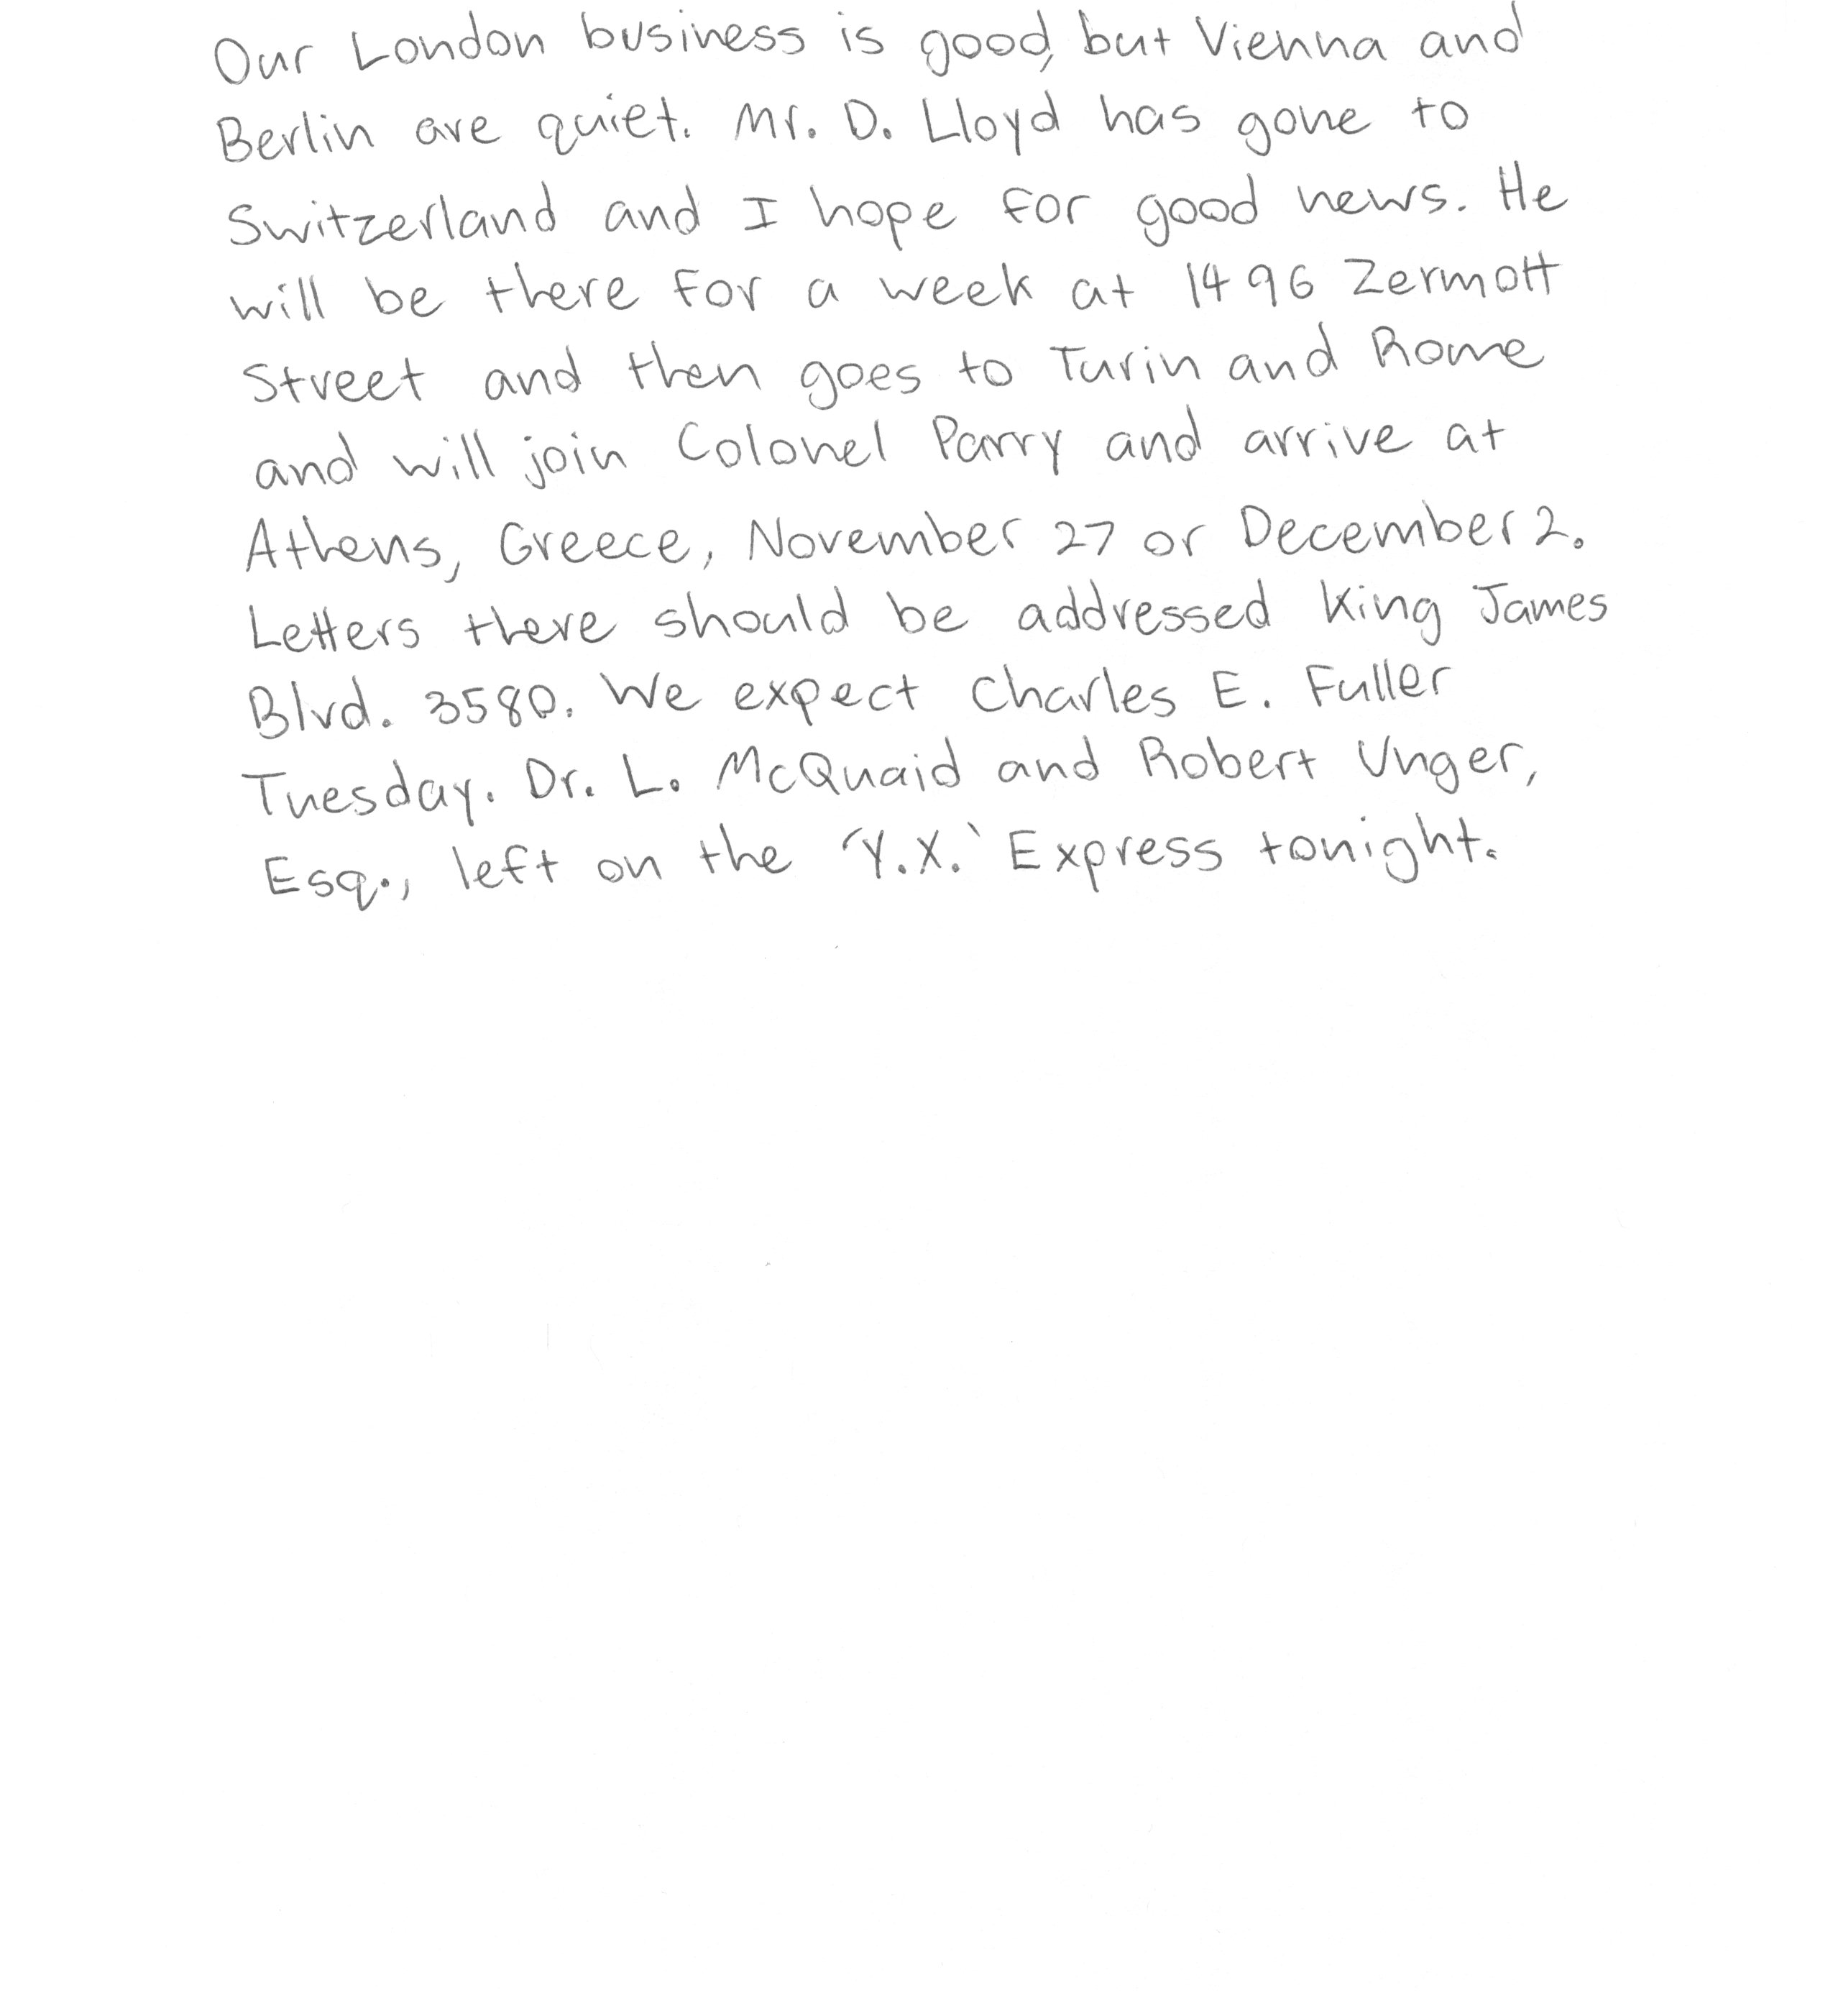 Our London business is good, but Vienna and
Berlin are quiet. Mr. D. Lloyd has gone to
Switzerland and I hope for good news. He
will be there for a week at 1496 Zermott
Street and then goes to Turin and Rome
and will join Colonel Parry and arrive at
Athens, Greece, November 27 or December 2.
Letters there should be addressed King James
Blvd. 3580. We expect Charles E. Fuller
Tuesday. Dr. L. McQuaid and Robert Unger,
Esq., left on the 'Y.X.' Express tonight.